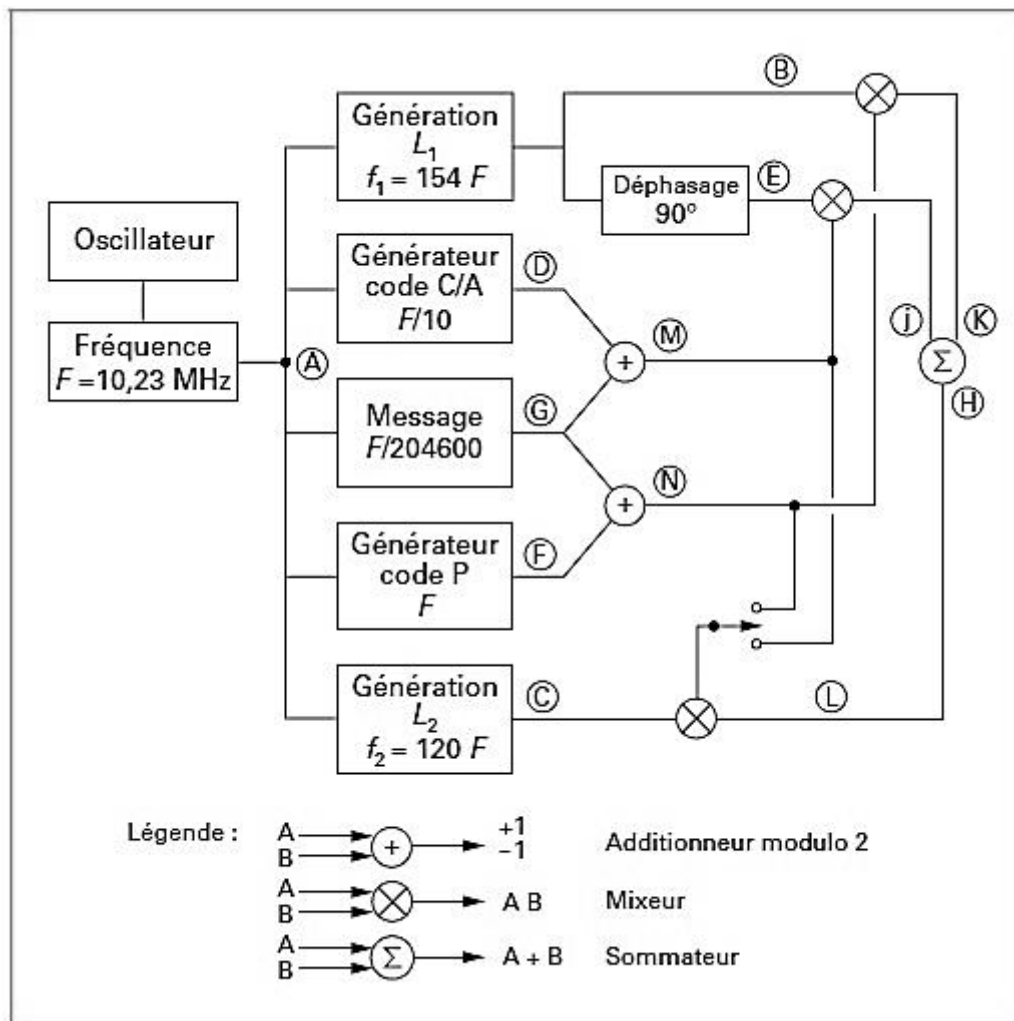 B
Génération
L1
f1 = 154 F
Déphasage
90°
E
Oscillateur
Générateur
code C/A
F/10
D
Fréquence
F =10,23 MHz
A
M
j
K
Σ
H
+
Message
F/204600
G
N
+
Générateur
code P
F
F
Génération
L2
f2 = 120 F
C
L
Légende :
A
B
+
+1
−1
Additionneur modulo 2
A
B
A B
Mixeur
A
B
Σ
A + B
Sommateur